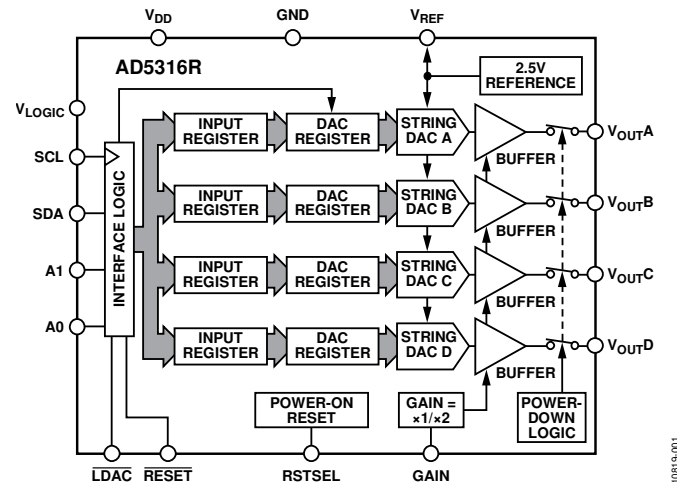 VDD
GND
VREF
AD5316R
2.5V
REFERENCE
VLOGIC
SCL
SDA
A1
A0
INTERFACE LOGIC
INPUT
REGISTER
DAC
REGISTER
STRING
DAC A
BUFFER
VOUTA
INPUT
REGISTER
DAC
REGISTER
STRING
DAC B
BUFFER
VOUTB
INPUT
REGISTER
DAC
REGISTER
STRING
DAC C
BUFFER
VOUTC
INPUT
REGISTER
DAC
REGISTER
STRING
DAC D
BUFFER
VOUTD
POWER-ON
RESET
GAIN =
×1/×2
POWER-
DOWN
LOGIC
LDAC
RESET
RSTSEL
GAIN
10819-001